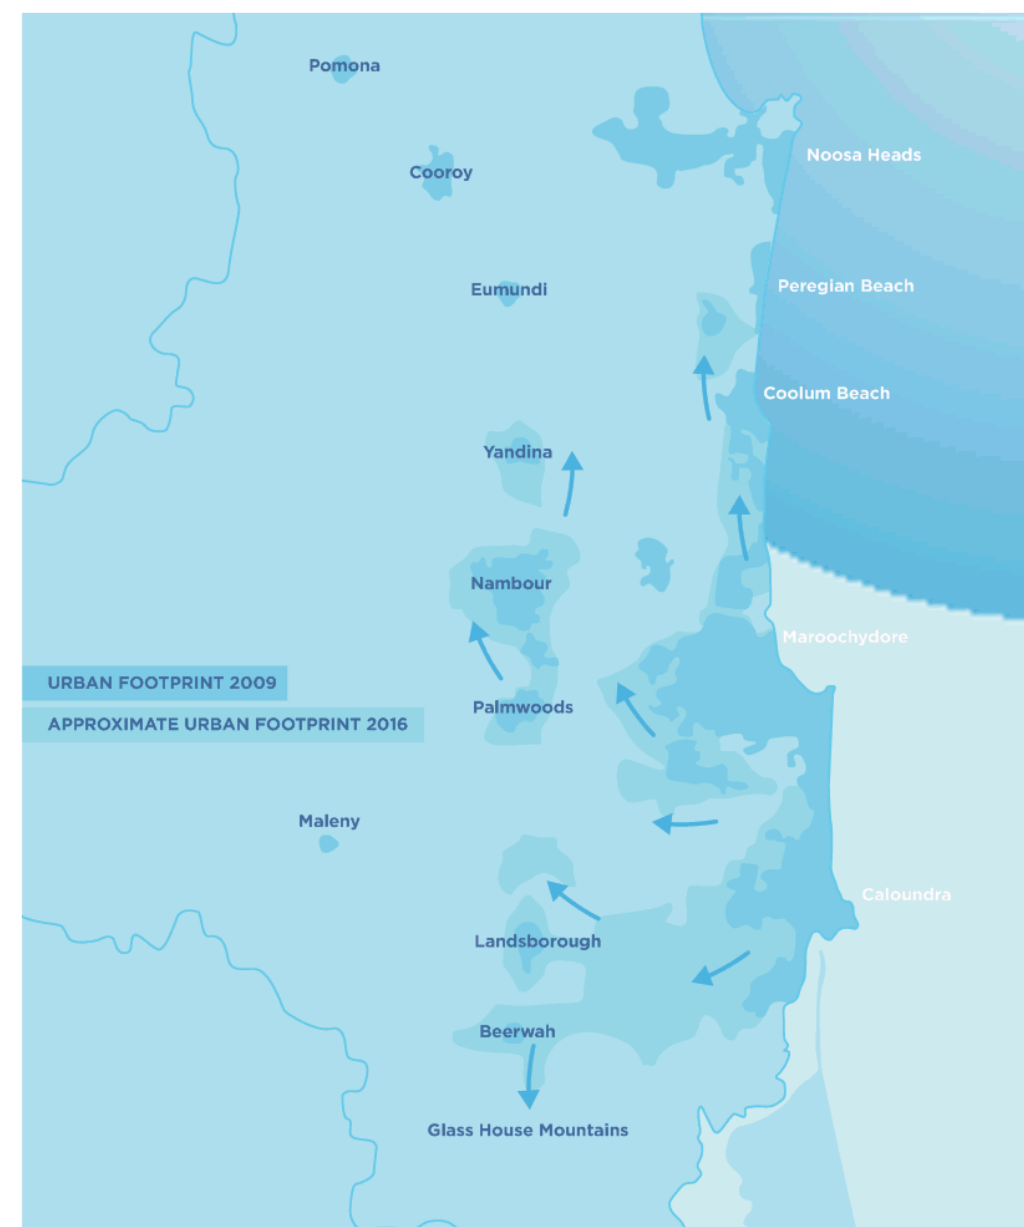 Pomona
Noosa Heads
Cooroy
Peregian Beach
Eumundi
Coolum Beach
Yandina
Nambour
Maroochydore
URBAN FOOTPRINT 2009
Palmwoods
APPROXIMATE URBAN FOOTPRINT 2016
Maleny
Caloundra
Landsborough
Beerwah
Glass House Mountains